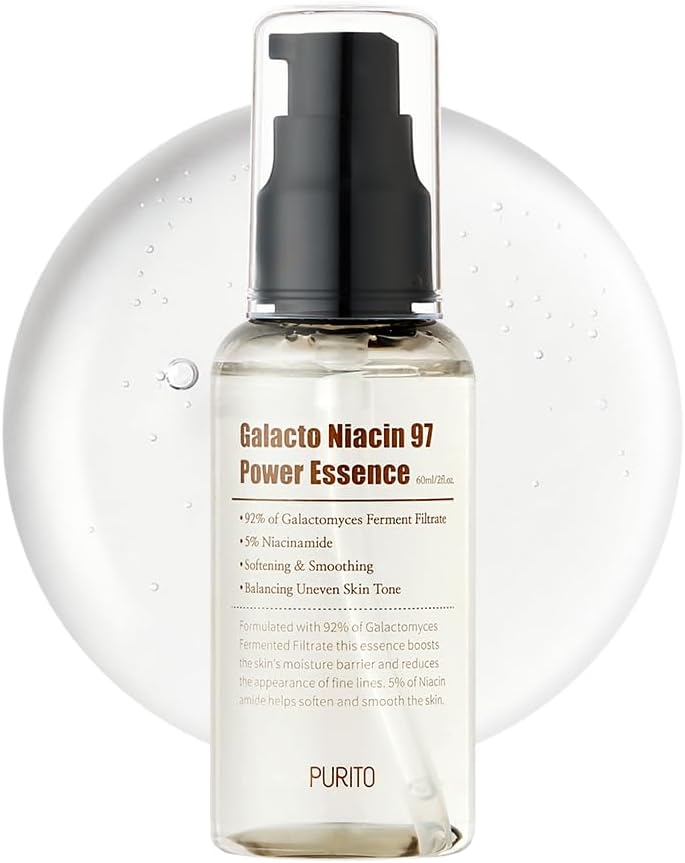 Galacto Niacin 97
Power Essence 60ml/2fl.oz.
•92% of Galactomyces Ferment Filtrate
•5% Niacinamide
•Softening & Smoothing
•Balancing Uneven Skin Tone
Formulated with 92% of Galactomyces
Fermented Filtrate this essence boosts
the skin's moisture barrier and reduces
the appearance of fine lines. 5% of Niacin
amide helps soften and smooth the skin.
PURITO